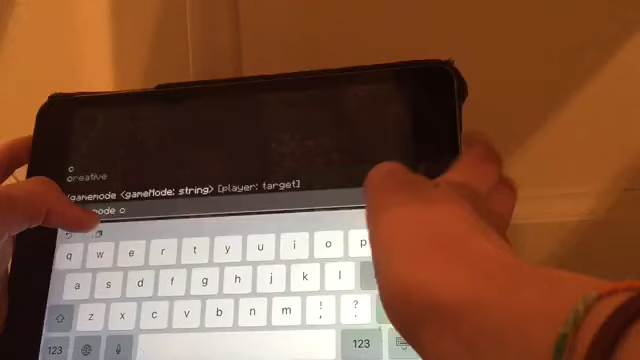 c
creative
/gamemode <gameMode: string> [player: target]
mode c
q w e r t y u i o p
a s d f g h j k l
z x c v b n m ! , ? .
123 123